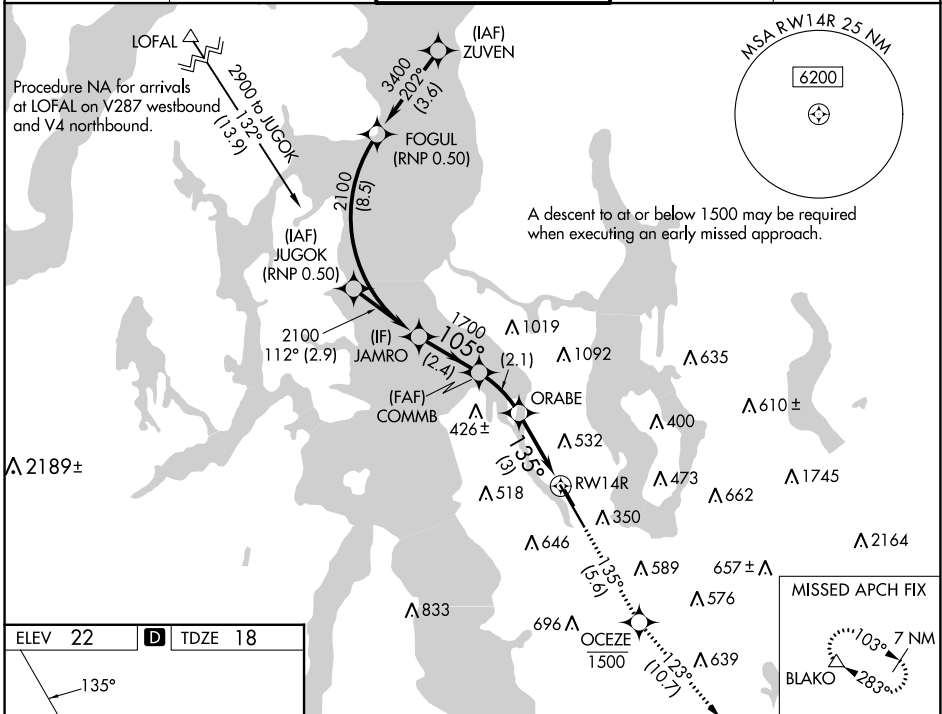 LOFAL
Procedure NA for arrivals
at LOFAL on V287 westbound
and V4 northbound.
2900 to JUGOK
132°
(13.9)
(IAF)
ZUVEN
3400
202°
(3.6)
FOGUL
(RNP 0.50)
2100
(8.5)
MSA RW14R 25 NM
6200
A descent to at or below 1500 may be required
when executing an early missed approach.
(IAF)
JUGOK
(RNP 0.50)
2100
112° (2.9)
(IF)
JAMRO
1700
105°
(2.4)
(2.1)
(FAF)
COMMB
ORABE
1019
1092
635
610±
400
426±
532
135°
(3)
RW14R
2189±
518
473
662
1745
350
646
2164
135°
(5.6)
589
657±
576
833
696
OCEZE
1500
639
123°
(10.7)
MISSED APCH FIX
103°
7 NM
BLAKO
283°
ELEV 22
D
TDZE 18
135°